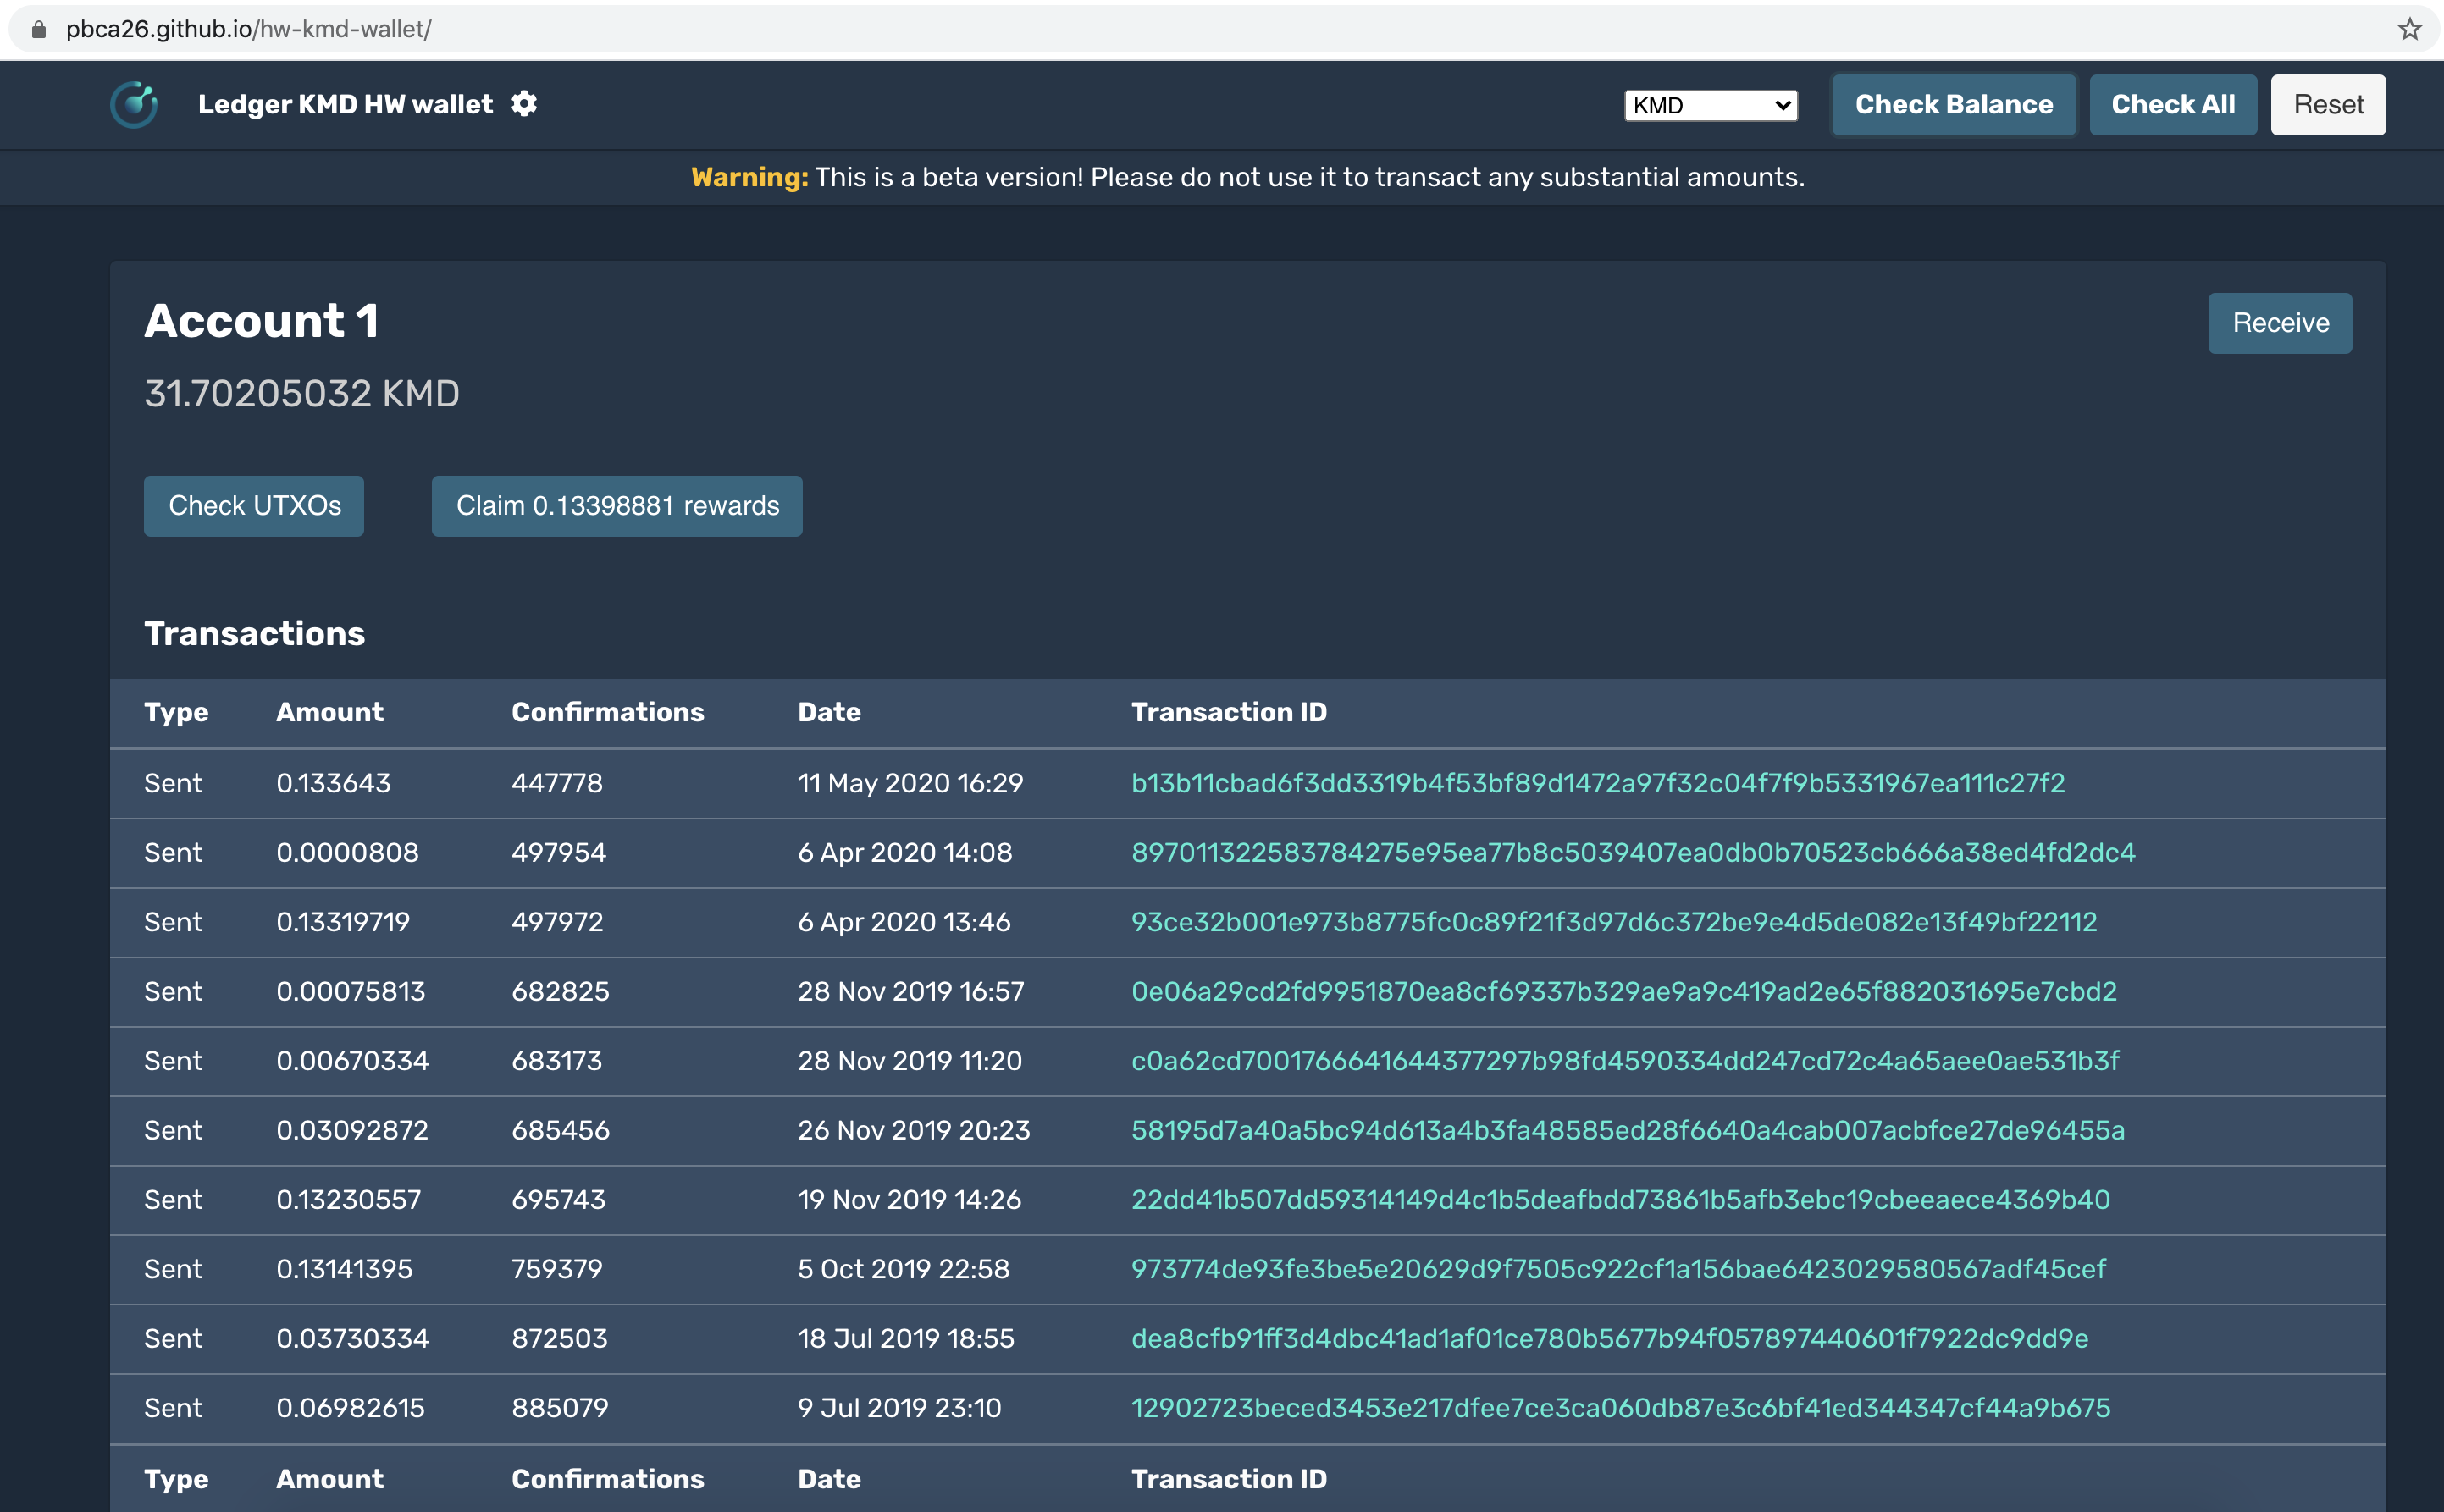 pbca26.github.io/hw-kmd-wallet/
Ledger KMD HW wallet KMD Check Balance Check All Reset
Warning: This is a beta version! Please do not use it to transact any substantial amounts.
Account 1 Receive
31.70205032 KMD
Check UTXOs Claim 0.13398881 rewards
Transactions
Type Amount Confirmations Date Transaction ID
Sent 0.133643 447778 11 May 2020 16:29 b13b11cbad6f3dd3319b4f53bf89d1472a97f32c04f7f9b5331967ea111c27f2
Sent 0.0000808 497954 6 Apr 2020 14:08 897011322583784275e95ea77b8c5039407ea0db0b70523cb666a38ed4fd2dc4
Sent 0.13319719 497972 6 Apr 2020 13:46 93ce32b001e973b8775fc0c89f21f3d97d6c372be9e4d5de082e13f49bf22112
Sent 0.00075813 682825 28 Nov 2019 16:57 0e06a29cd2fd9951870ea8cf69337b329ae9a9c419ad2e65f882031695e7cbd2
Sent 0.00670334 683173 28 Nov 2019 11:20 c0a62cd7001766641644377297b98fd4590334dd247cd72c4a65aee0ae531b3f
Sent 0.03092872 685456 26 Nov 2019 20:23 58195d7a40a5bc94d613a4b3fa48585ed28f6640a4cab007acbfce27de96455a
Sent 0.13230557 695743 19 Nov 2019 14:26 22dd41b507dd59314149d4c1b5deafbdd73861b5afb3ebc19cbeeaece4369b40
Sent 0.13141395 759379 5 Oct 2019 22:58 973774de93fe3be5e20629d9f7505c922cf1a156bae6423029580567adf45cef
Sent 0.03730334 872503 18 Jul 2019 18:55 dea8cfb91ff3d4dbc41ad1af01ce780b5677b94f057897440601f7922dc9dd9e
Sent 0.06982615 885079 9 Jul 2019 23:10 12902723beced3453e217dfee7ce3ca060db87e3c6bf41ed344347cf44a9b675
Type Amount Confirmations Date Transaction ID